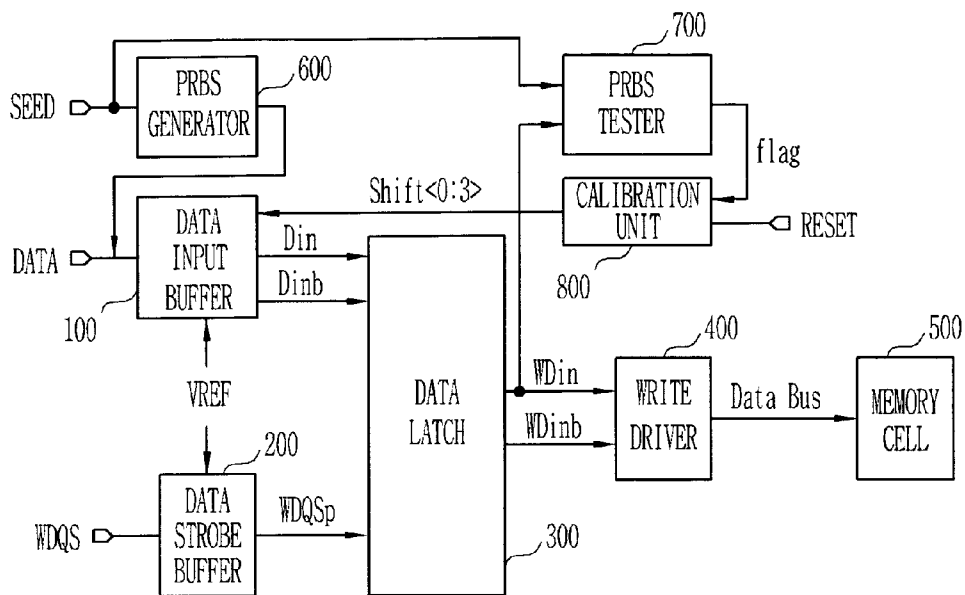 700
600
PRBS
GENERATOR
PRBS
TESTER
SEED
flag
Shift<0:3>
CALIBRATION
UNIT
RESET
DATA
DATA
INPUT
BUFFER
Din
Dinb
800
100
400
500
VREF
DATA
LATCH
WDin
WDinb
WRITE
DRIVER
Data Bus
MEMORY
CELL
200
WDQS
DATA
STROBE
BUFFER
WDQSp
300